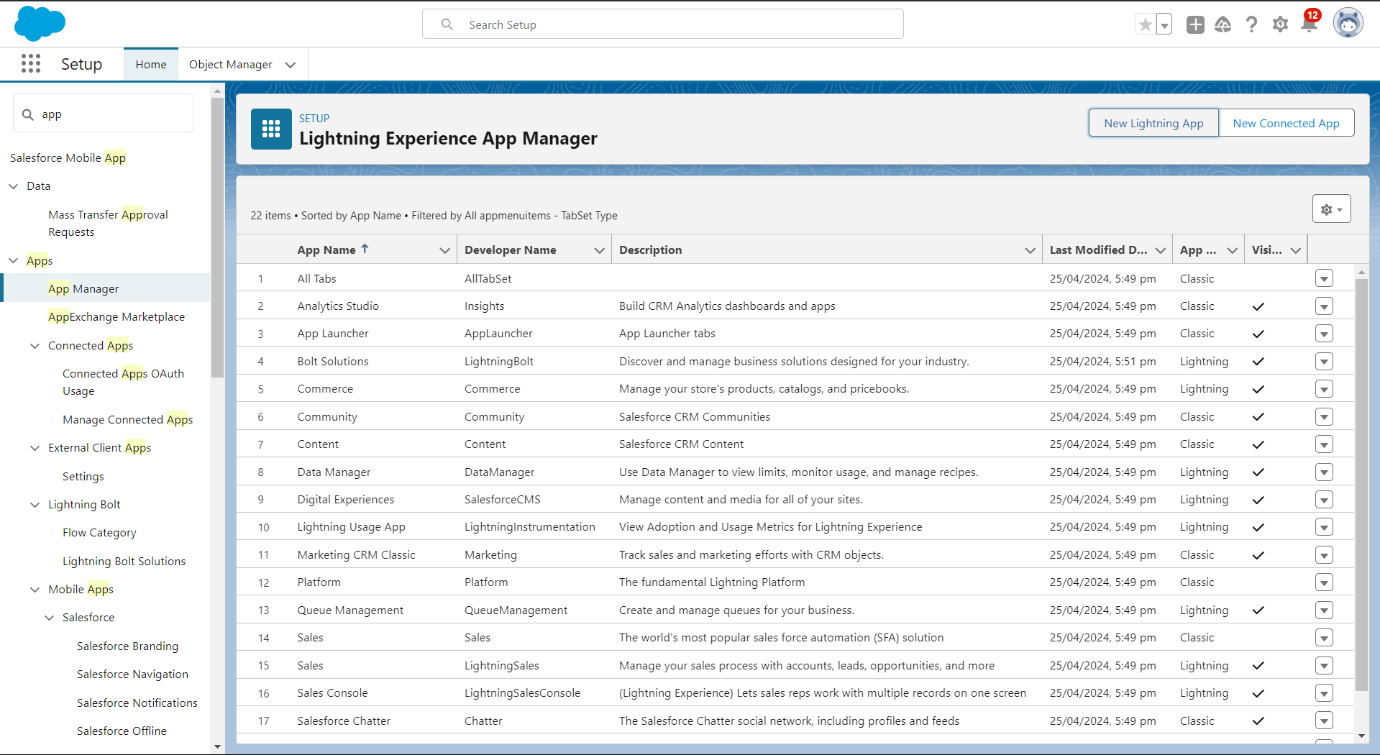 Search Setup
12
Setup
Home
Object Manager
app
Salesforce Mobile App
Data
Mass Transfer Approval
Requests
Apps
App Manager
AppExchange Marketplace
Connected Apps
Connected Apps OAuth
Usage
Manage Connected Apps
External Client Apps
Settings
Lightning Bolt
Flow Category
Lightning Bolt Solutions
Mobile Apps
Salesforce
Salesforce Branding
Salesforce Navigation
Salesforce Notifications
Salesforce Offline
SETUP
Lightning Experience App Manager
New Lightning App
New Connected App
22 items • Sorted by App Name • Filtered by All appmenuitems - TabSet Type
App Name ↑ Developer Name Description Last Modified D... App ... Visi...
1 All Tabs AllTabSet 25/04/2024, 5:49 pm Classic
2 Analytics Studio Insights Build CRM Analytics dashboards and apps 25/04/2024, 5:49 pm Classic ✓
3 App Launcher AppLauncher App Launcher tabs 25/04/2024, 5:49 pm Classic ✓
4 Bolt Solutions LightningBolt Discover and manage business solutions designed for your industry. 25/04/2024, 5:51 pm Lightning ✓
5 Commerce Commerce Manage your store's products, catalogs, and pricebooks. 25/04/2024, 5:49 pm Lightning ✓
6 Community Community Salesforce CRM Communities 25/04/2024, 5:49 pm Classic ✓
7 Content Content Salesforce CRM Content 25/04/2024, 5:49 pm Classic ✓
8 Data Manager DataManager Use Data Manager to view limits, monitor usage, and manage recipes. 25/04/2024, 5:49 pm Lightning ✓
9 Digital Experiences SalesforceCMS Manage content and media for all of your sites. 25/04/2024, 5:49 pm Lightning ✓
10 Lightning Usage App LightningInstrumentation View Adoption and Usage Metrics for Lightning Experience 25/04/2024, 5:49 pm Lightning ✓
11 Marketing CRM Classic Marketing Track sales and marketing efforts with CRM objects. 25/04/2024, 5:49 pm Classic ✓
12 Platform Platform The fundamental Lightning Platform 25/04/2024, 5:49 pm Classic
13 Queue Management QueueManagement Create and manage queues for your business. 25/04/2024, 5:49 pm Lightning ✓
14 Sales Sales The world's most popular sales force automation (SFA) solution 25/04/2024, 5:49 pm Classic
15 Sales LightningSales Manage your sales process with accounts, leads, opportunities, and more 25/04/2024, 5:49 pm Lightning ✓
16 Sales Console LightningSalesConsole (Lightning Experience) Lets sales reps work with multiple records on one screen 25/04/2024, 5:49 pm Lightning ✓
17 Salesforce Chatter Chatter The Salesforce Chatter social network, including profiles and feeds 25/04/2024, 5:49 pm Classic ✓